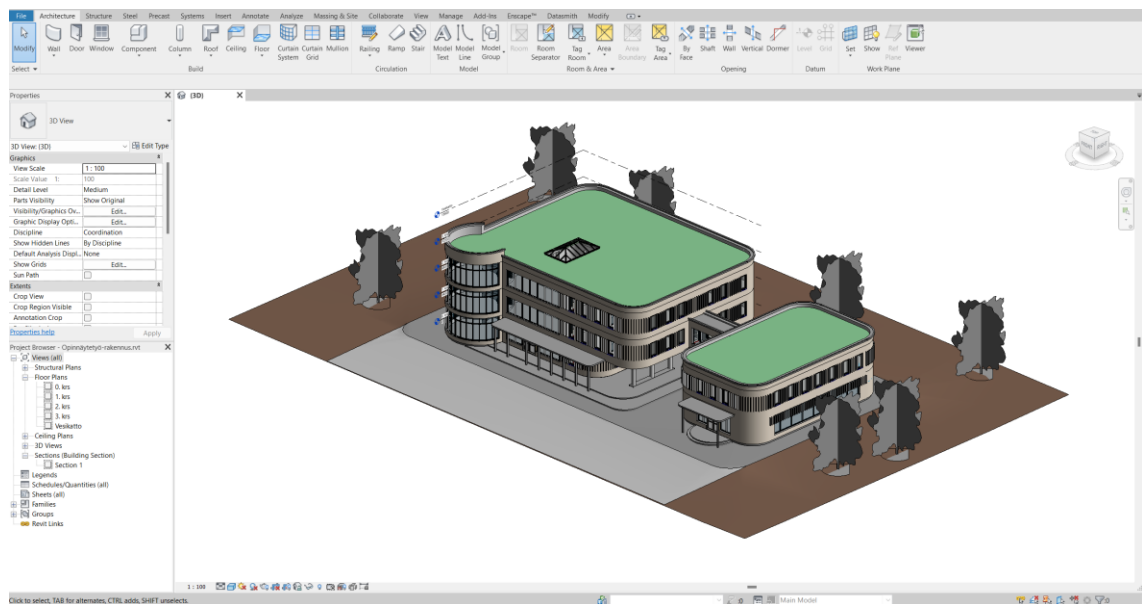 File Architecture Structure Steel Precast Systems Insert Annotate Analyze Massing & Site Collaborate View Manage Add-Ins Enscape™ Datasmith Modify
Modify Wall Door Window Component Column Roof Ceiling Floor Curtain System Curtain Grid Mullion Railing Ramp Stair Model Text Model Line Model Group Room Room Separator Tag Room Area Area Boundary Tag Area By Face Shaft Wall Vertical Dormer Level Grid Set Show Ref Plane Viewer
Select Build Circulation Model Room & Area Opening Datum Work Plane
Properties
{3D}
3D View
3D View: {3D} Edit Type
Graphics
View Scale 1 : 100
Scale Value 1: 100
Detail Level Medium
Parts Visibility Show Original
Visibility/Graphics Ov... Edit...
Graphic Display Opti... Edit...
Discipline Coordination
Show Hidden Lines By Discipline
Default Analysis Displ... None
Show Grids Edit...
Sun Path
Extents
Crop View
Crop Region Visible
Annotation Crop
Properties help Apply
Project Browser - Opinnäytetyö-rakennus.rvt
Views (all)
Structural Plans
Floor Plans
0. krs
1. krs
2. krs
3. krs
Vesikatto
Ceiling Plans
3D Views
Sections (Building Section)
Section 1
Legends
Schedules/Quantities (all)
Sheets (all)
Families
Groups
Revit Links
1 : 100
Click to select, TAB for alternates, CTRL adds, SHIFT unselects.
:0
Main Model
:0